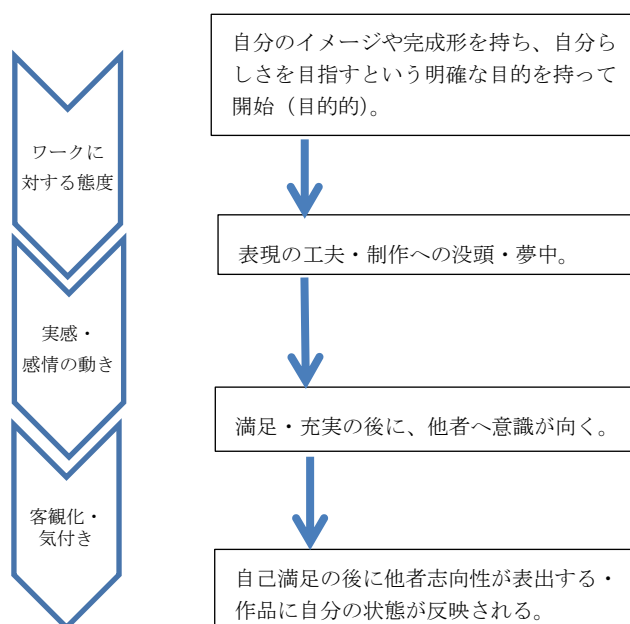 自分のイメージや完成形を持ち、自分ら
しさを目指すという明確な目的を持って
開始（目的的）。
ワークに
対する態度
表現の工夫・制作への没頭・夢中。
実感・
感情の動き
満足・充実の後に、他者へ意識が向く。
客観化・
気付き
自己満足の後に他者志向性が表出する・
作品に自分の状態が反映される。